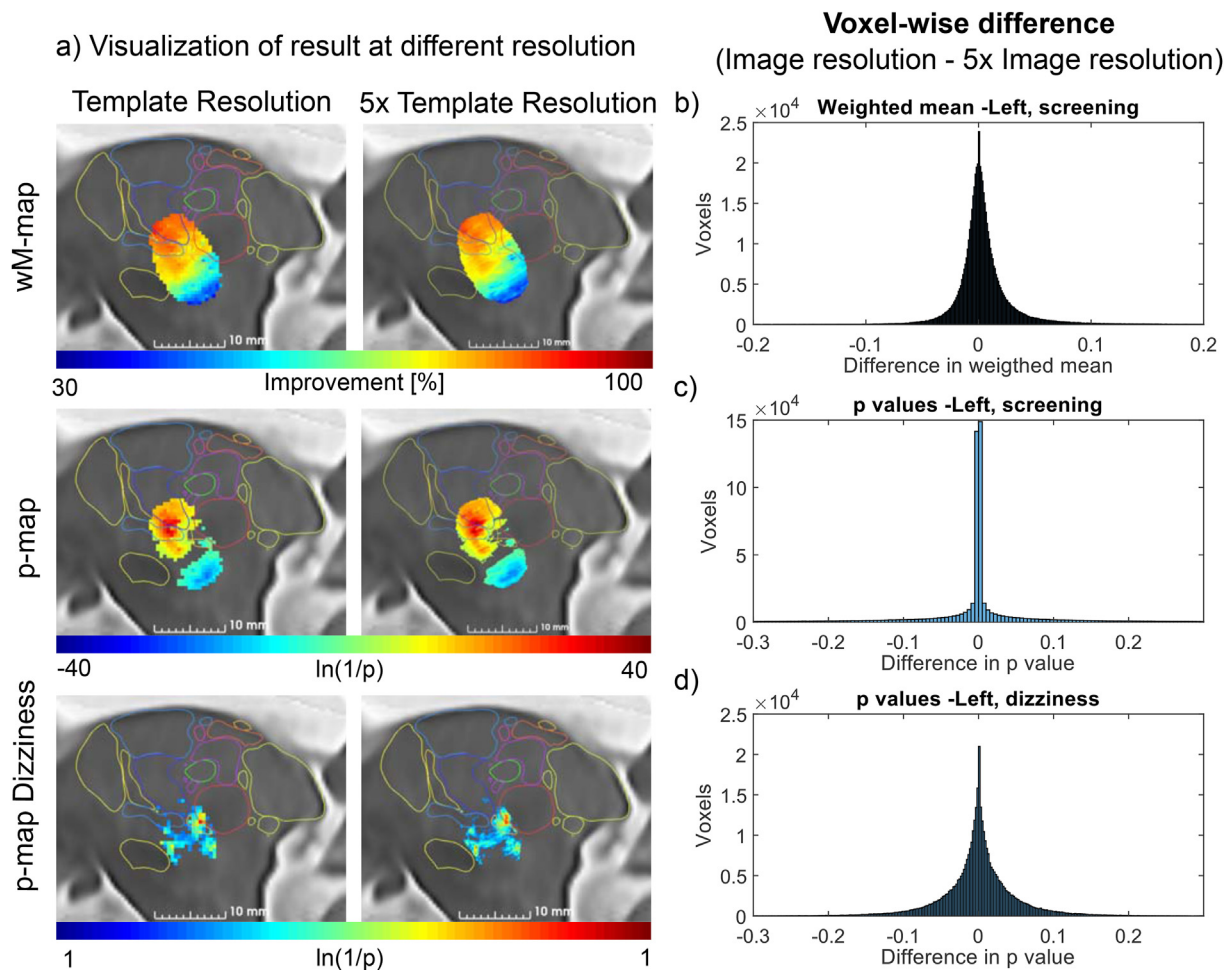 a) Visualization of result at different resolution
Template Resolution
5x Template Resolution
wM-map
10 mm
10 mm
30
Improvement [%]
100
p-map
10 mm
10 mm
-40
ln(1/p)
40
p-map Dizziness
10 mm
10 mm
1
ln(1/p)
1
Voxel-wise difference
(Image resolution - 5x Image resolution)
b)
Weighted mean -Left, screening
×10^4
2.5
2
1.5
1
0.5
0
Voxels
-0.2
-0.1
0
0.1
0.2
Difference in weigthed mean
c)
p values -Left, screening
×10^4
15
10
5
0
Voxels
-0.3
-0.2
-0.1
0
0.1
0.2
Difference in p value
d)
p values -Left, dizziness
×10^4
2.5
2
1.5
1
0.5
0
Voxels
-0.3
-0.2
-0.1
0
0.1
0.2
Difference in p value